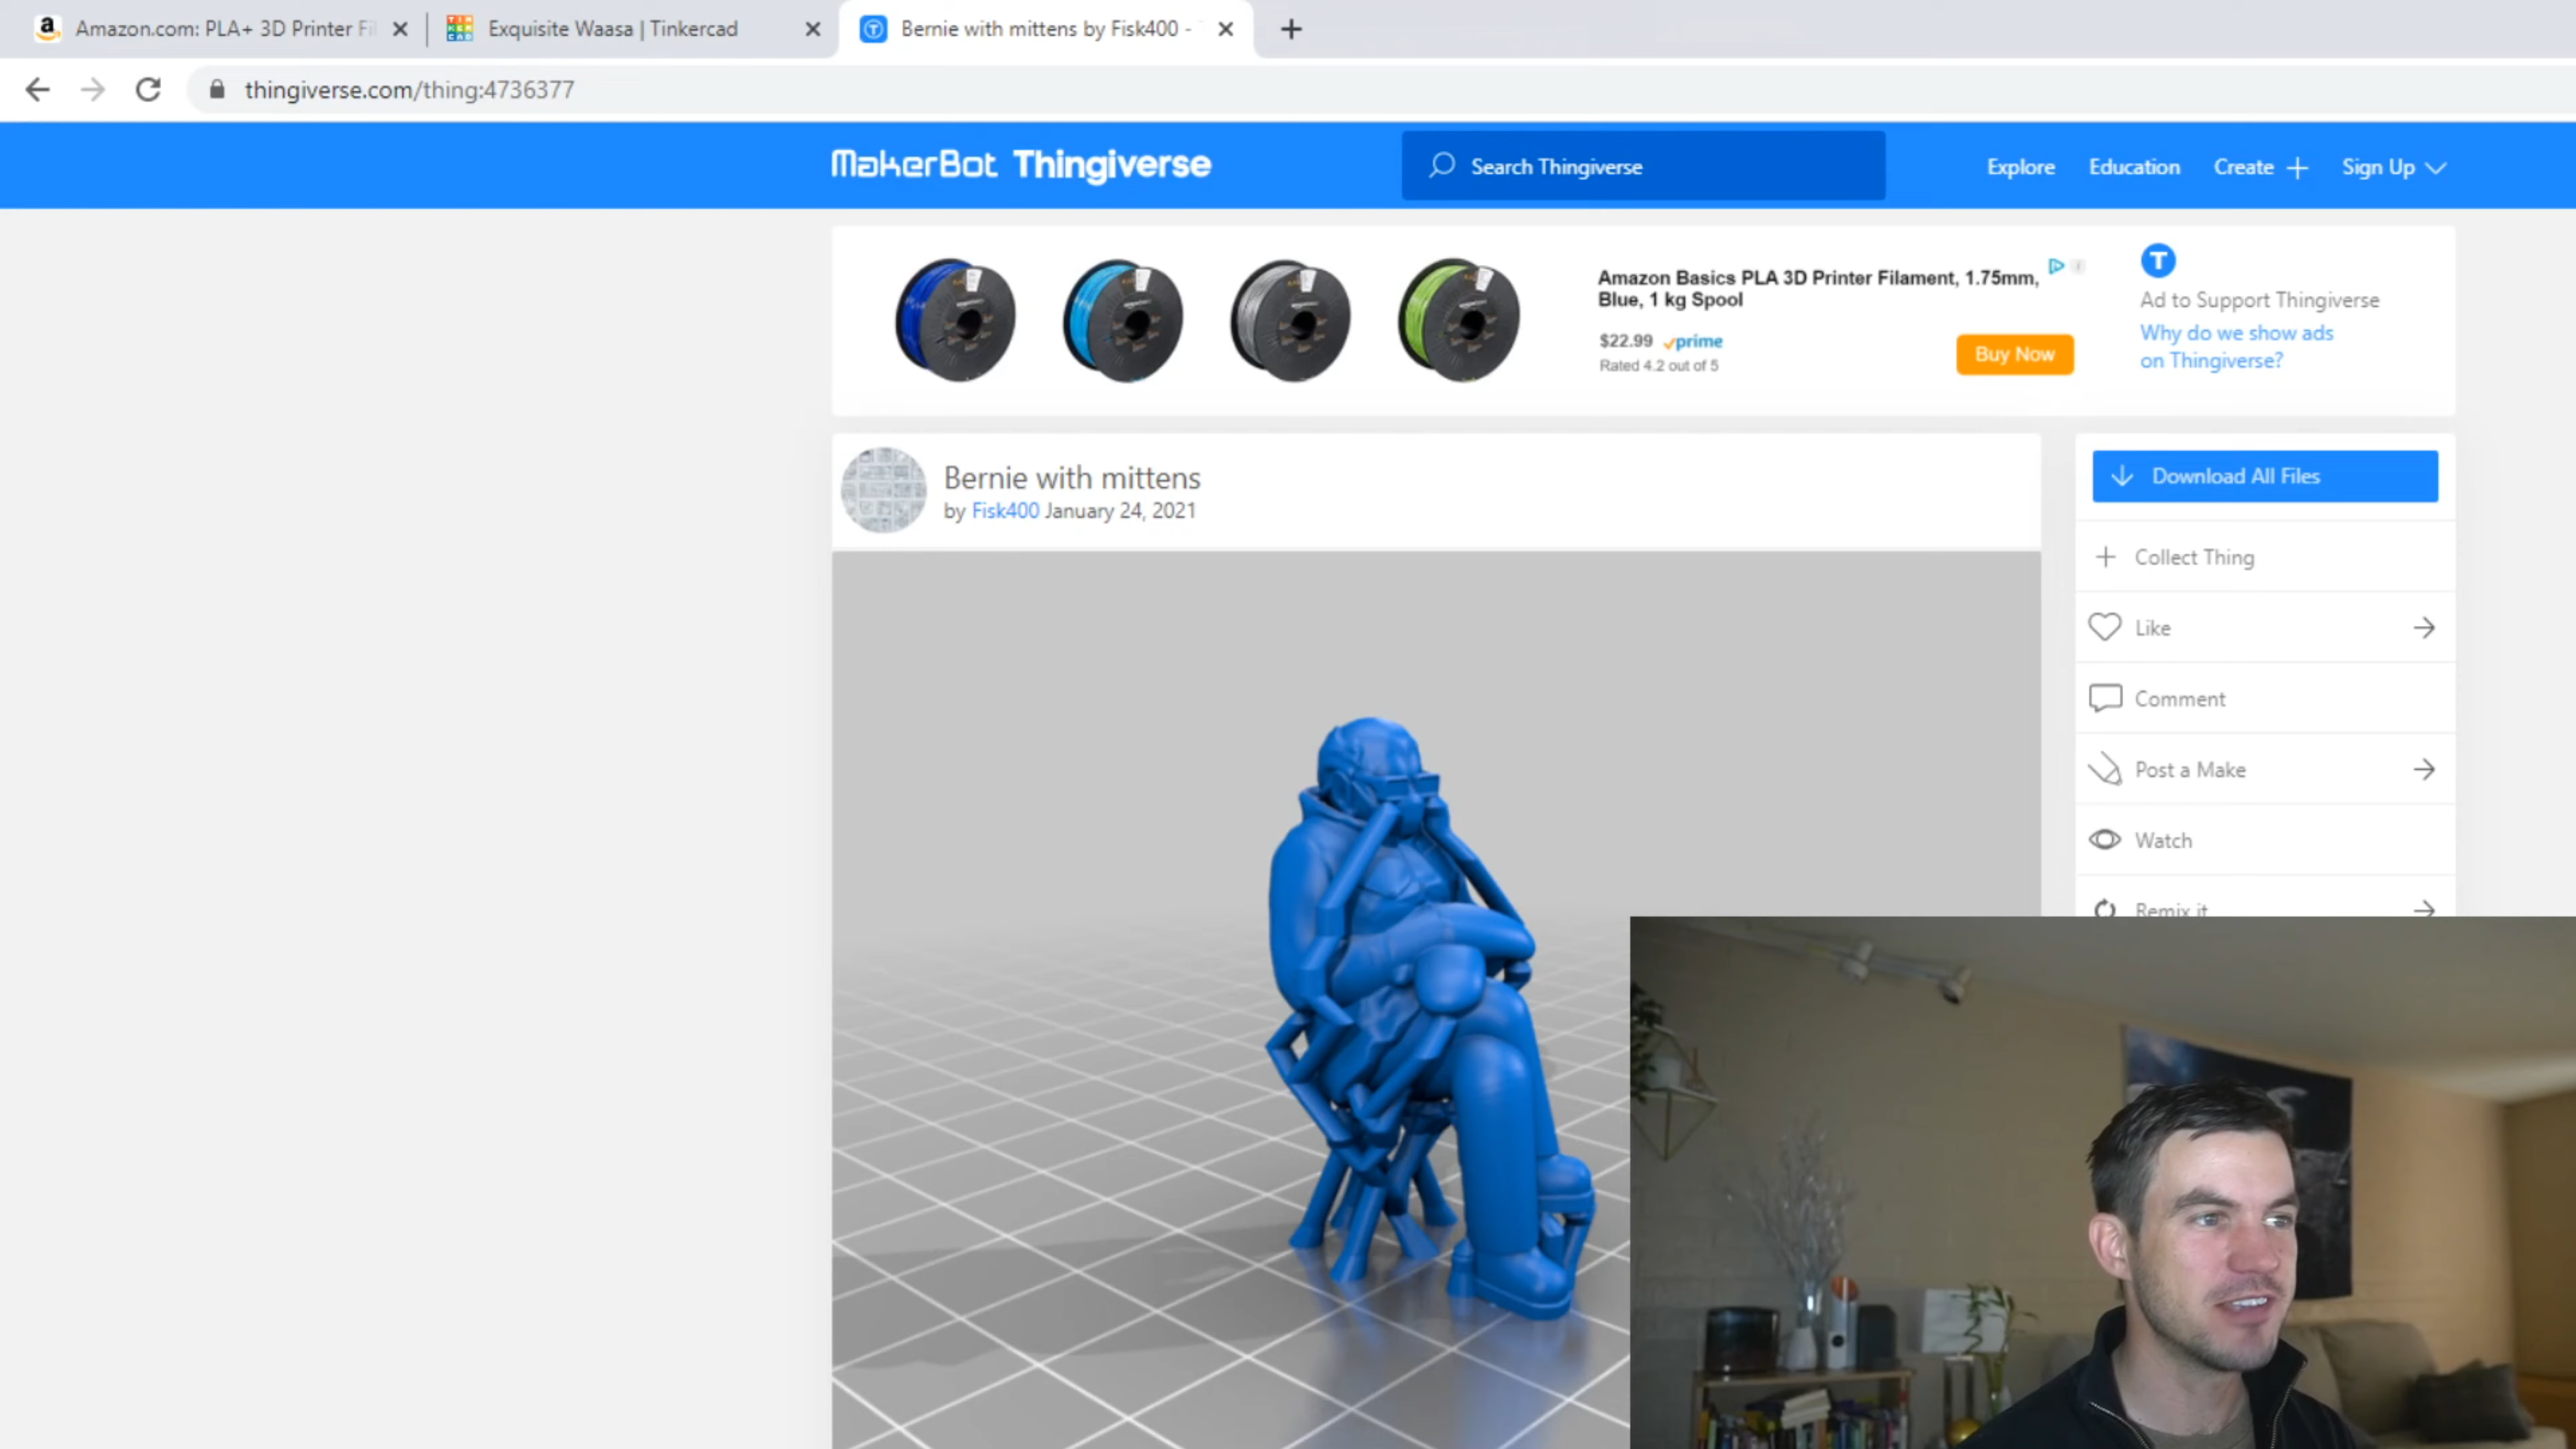 Amazon.com: PLA+ 3D Printer Fi
Exquisite Waasa | Tinkercad
Bernie with mittens by Fisk400 -
thingiverse.com/thing:4736377
MakerBot Thingiverse
Search Thingiverse
Explore
Education
Create
Sign Up
Amazon Basics PLA 3D Printer Filament, 1.75mm,
Blue, 1 kg Spool
$22.99 prime
Rated 4.2 out of 5
Buy Now
Ad to Support Thingiverse
Why do we show ads
on Thingiverse?
Bernie with mittens
by Fisk400 January 24, 2021
Download All Files
Collect Thing
Like
Comment
Post a Make
Watch
Remix it